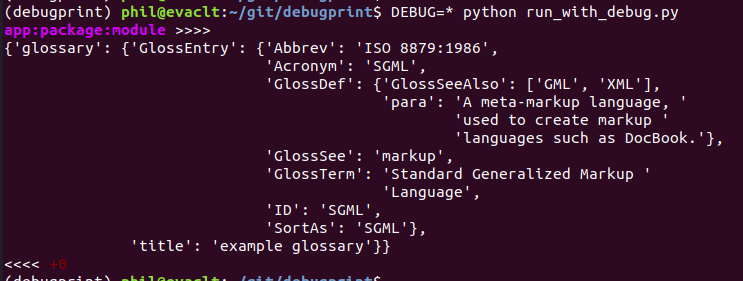 (debugprint) phil@evaclt:~/git/debugprint$ DEBUG=* python run_with_debug.py
app:package:module >>>>
{'glossary': {'GlossEntry': {'Abbrev': 'ISO 8879:1986',
                             'Acronym': 'SGML',
                             'GlossDef': {'GlossSeeAlso': ['GML', 'XML'],
                                          'para': 'A meta-markup language, '
                                                  'used to create markup '
                                                  'languages such as DocBook.'},
                             'GlossSee': 'markup',
                             'GlossTerm': 'Standard Generalized Markup '
                                          'Language',
                             'ID': 'SGML',
                             'SortAs': 'SGML'},
              'title': 'example glossary'}}
<<<< +0
(debugprint) phil@evaclt:~/git/debugprint$